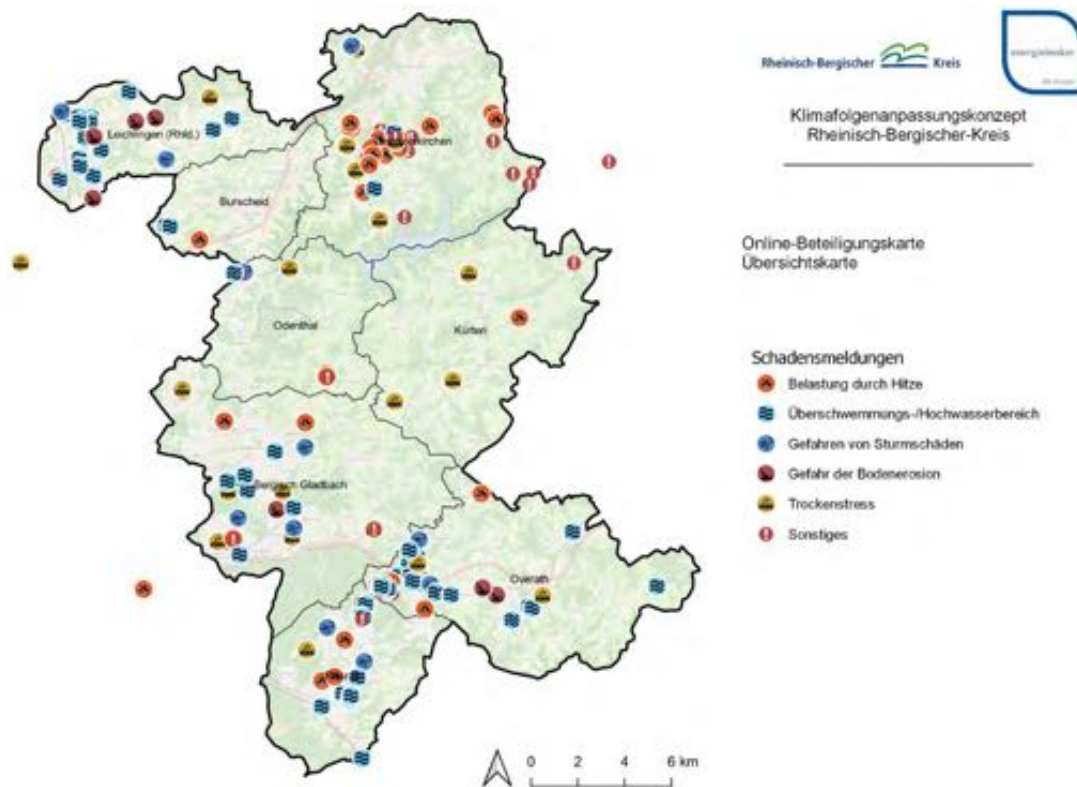 Rheinisch-Bergischer Kreis
Klimafolgenanpassungskonzept
Rheinisch-Bergischer-Kreis
Online-Beteiligungskarte
Übersichtskarte
Schadensmeldungen
Belastung durch Hitze
Überschwemmungs-/Hochwasserbereich
Gefahren von Sturmschäden
Gefahr der Bodenerosion
Trockenstress
Sonstiges
Leichlingen (Rhld.)
Burscheid
Odenthal
Kürten
Bergisch Gladbach
Overath
0 2 4 6 km